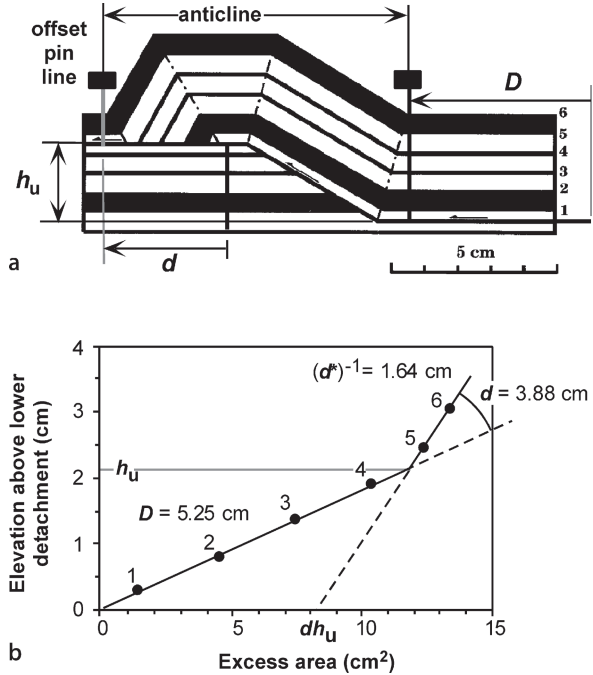 anticline
offset
pin
line
D
6
5
4
3
2
1
hu
d
5 cm
a
4
3
2
1
0
Elevation above lower
detachment (cm)
(d*)-1 = 1.64 cm
d = 3.88 cm
6
5
hu
4
D = 5.25 cm
3
2
1
0
5
dhu
10
15
Excess area (cm2)
b